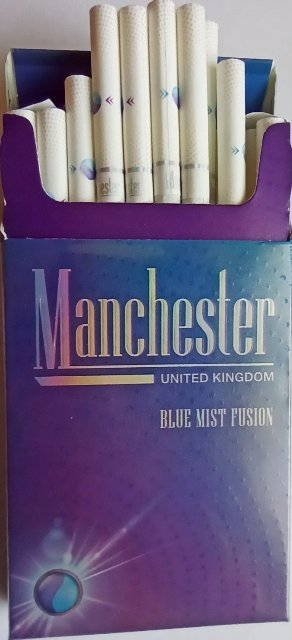 Manchester
UNITED KINGDOM
BLUE MIST FUSION